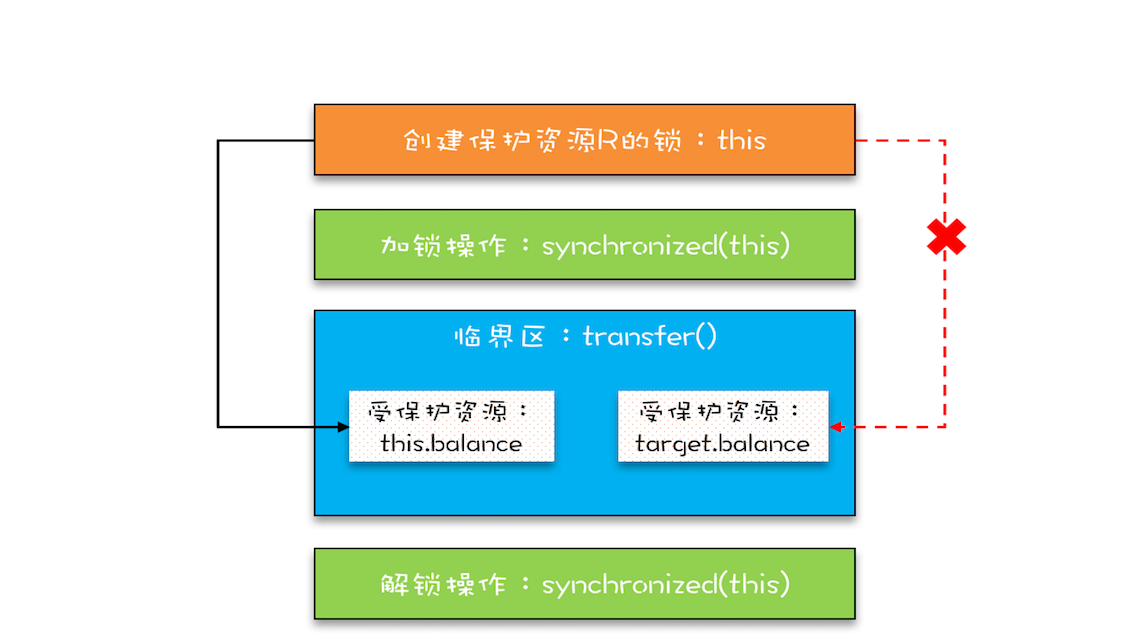 创建保护资源R的锁：this
加锁操作：synchronized(this)
临界区：transfer()
受保护资源：
this.balance
受保护资源：
target.balance
解锁操作：synchronized(this)